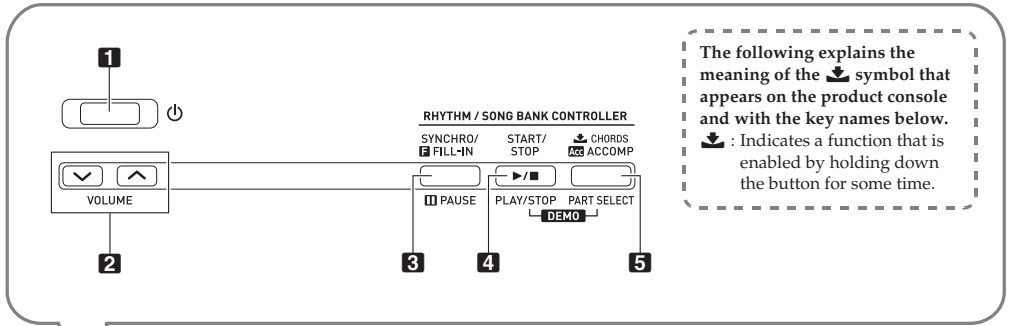 1
RHYTHM / SONG BANK CONTROLLER
SYNCHRO/
F FILL-IN
START/
STOP
CHORDS
Acc ACCOMP
VOLUME
PAUSE
PLAY/STOP
PART SELECT
DEMO
2
3
4
5
The following explains the
meaning of the symbol that
appears on the product console
and with the key names below.
: Indicates a function that is
enabled by holding down
the button for some time.